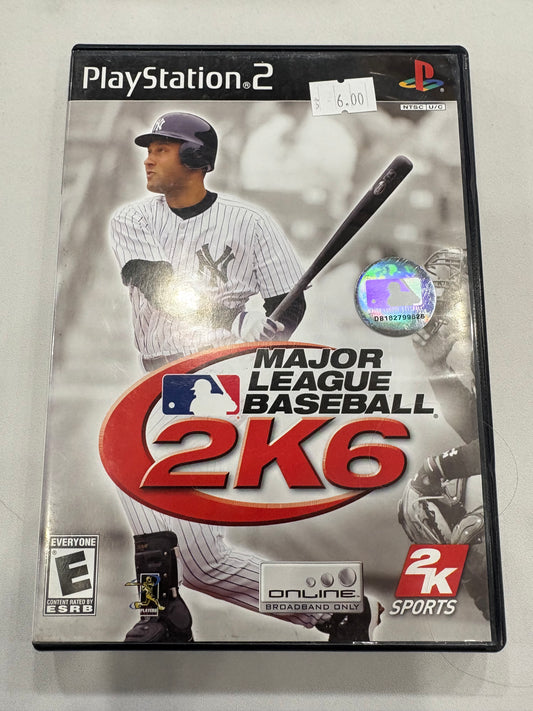 PlayStation®2
6.00
NTSC U/C
NY
DB182799828
MAJOR
LEAGUE
BASEBALL®
2K6
EVERYONE
E
CONTENT RATED BY
ESRB
PLAYERS
ONLINE
BROADBAND ONLY
2K
SPORTS